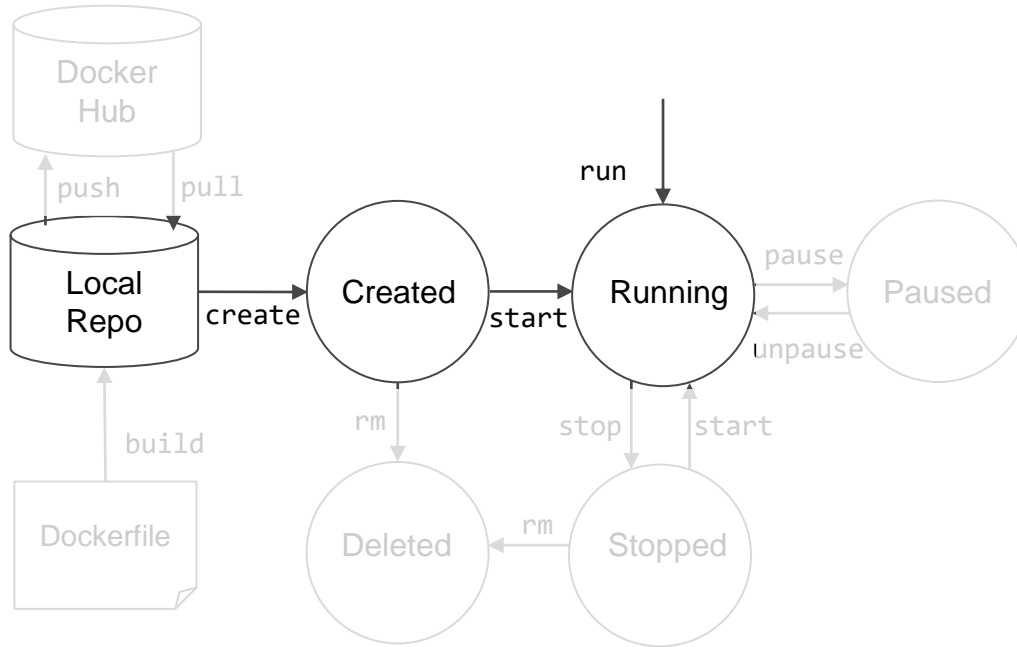 Docker
Hub
push
pull
run
Local
Repo
create
Created
start
Running
pause
unpause
Paused
rm
stop
start
build
Dockerfile
Deleted
rm
Stopped